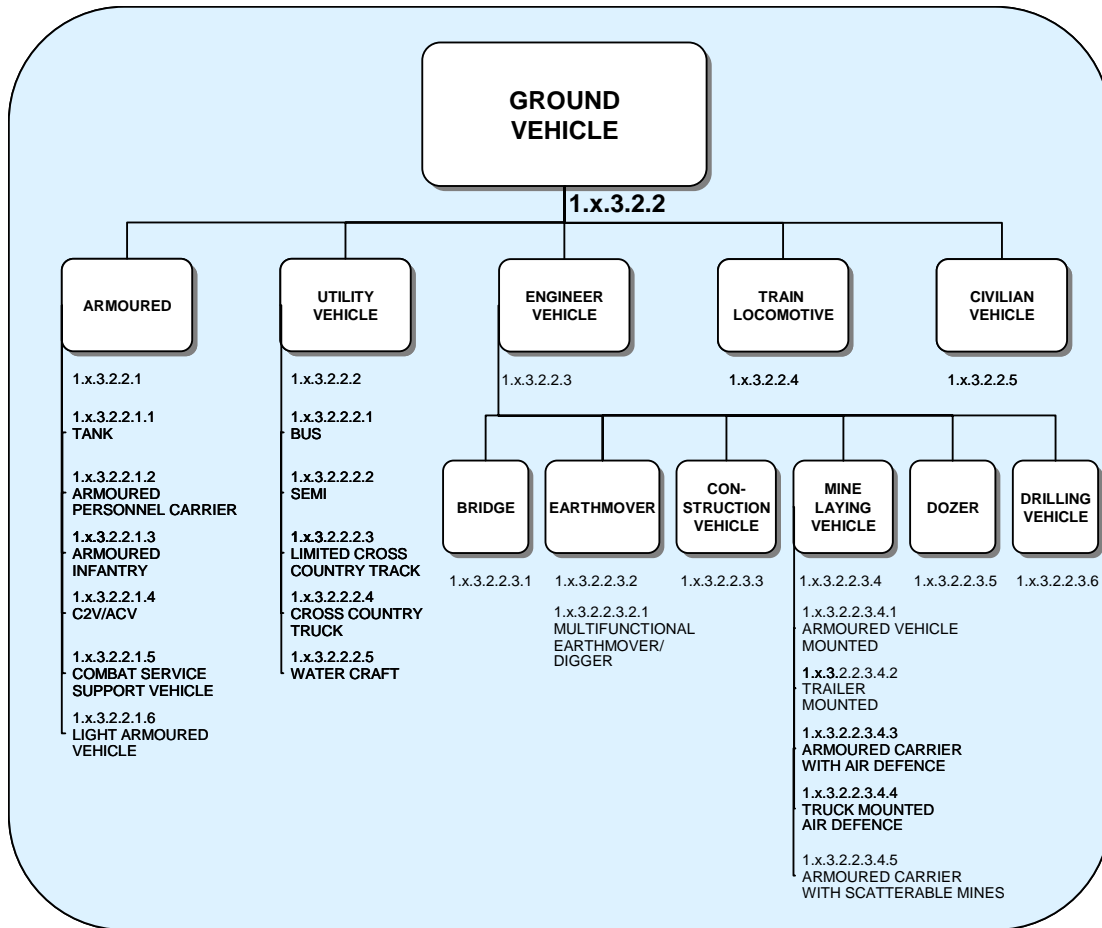 GROUND
VEHICLE
1.x.3.2.2
ARMOURED
1.x.3.2.2.1
1.x.3.2.2.1.1
TANK
1.x.3.2.2.1.2
ARMOURED
PERSONNEL CARRIER
1.x.3.2.2.1.3
ARMOURED
INFANTRY
1.x.3.2.2.1.4
C2V/ACV
1.x.3.2.2.1.5
COMBAT SERVICE
SUPPORT VEHICLE
1.x.3.2.2.1.6
LIGHT ARMOURED
VEHICLE
UTILITY
VEHICLE
1.x.3.2.2.2
1.x.3.2.2.2.1
BUS
1.x.3.2.2.2.2
SEMI
1.x.3.2.2.2.3
LIMITED CROSS
COUNTRY TRACK
1.x.3.2.2.2.4
CROSS COUNTRY
TRUCK
1.x.3.2.2.2.5
WATER CRAFT
ENGINEER
VEHICLE
1.x.3.2.2.3
BRIDGE
1.x.3.2.2.3.1
EARTHMOVER
1.x.3.2.2.3.2
1.x.3.2.2.3.2.1
MULTIFUNCTIONAL
EARTHMOVER/
DIGGER
CON-
STRUCTION
VEHICLE
1.x.3.2.2.3.3
MINE
LAYING
VEHICLE
1.x.3.2.2.3.4
1.x.3.2.2.3.4.1
ARMOURED VEHICLE
MOUNTED
1.x.3.2.2.3.4.2
TRAILER
MOUNTED
1.x.3.2.2.3.4.3
ARMOURED CARRIER
WITH AIR DEFENCE
1.x.3.2.2.3.4.4
TRUCK MOUNTED
AIR DEFENCE
1.x.3.2.2.3.4.5
ARMOURED CARRIER
WITH SCATTERABLE MINES
DOZER
1.x.3.2.2.3.5
DRILLING
VEHICLE
1.x.3.2.2.3.6
TRAIN
LOCOMOTIVE
1.x.3.2.2.4
CIVILIAN
VEHICLE
1.x.3.2.2.5